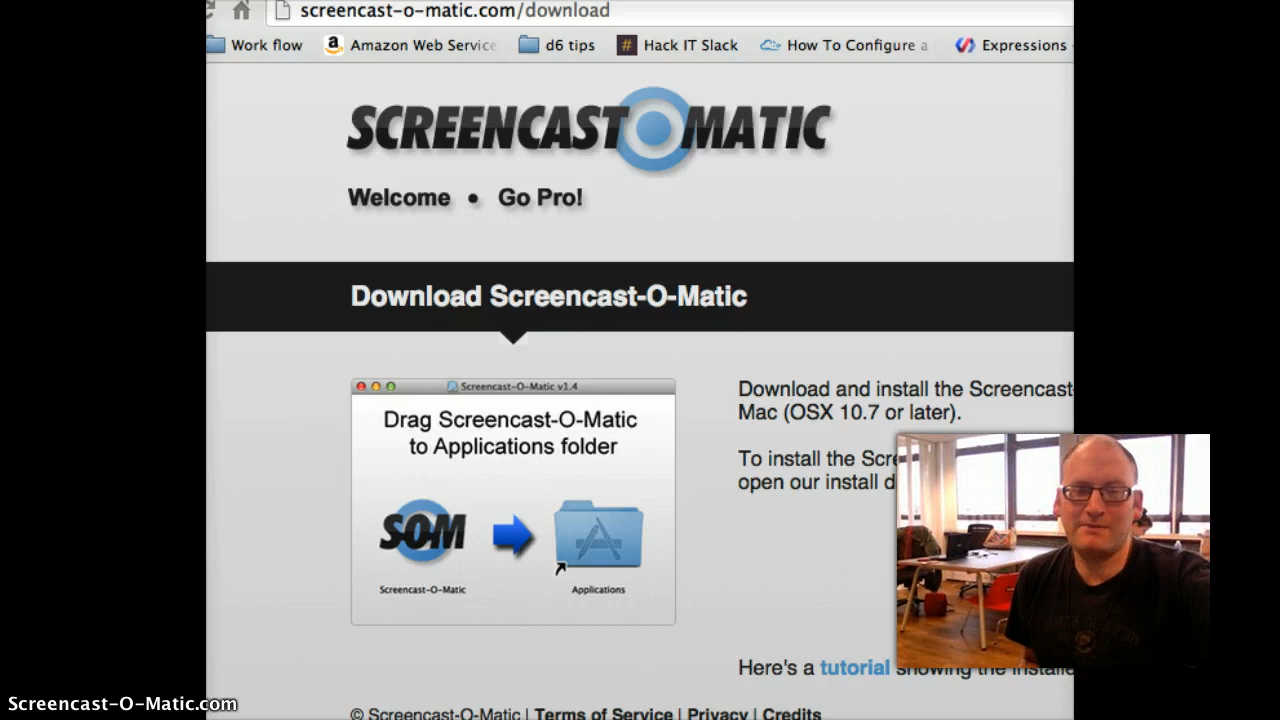 screencast-o-matic.com/download
Work flow Amazon Web Service d6 tips # Hack IT Slack How To Configure a Expressions
SCREENCAST O MATIC
Welcome • Go Pro!
Download Screencast-O-Matic
Screencast-O-Matic v1.4
Drag Screencast-O-Matic
to Applications folder
SOM
Screencast-O-Matic Applications
Download and install the Screencast-
Mac (OSX 10.7 or later).
To install the Scre
open our install d
Here's a tutorial showing the installe
© Screencast-O-Matic | Terms of Service | Privacy | Credits
Screencast-O-Matic.com